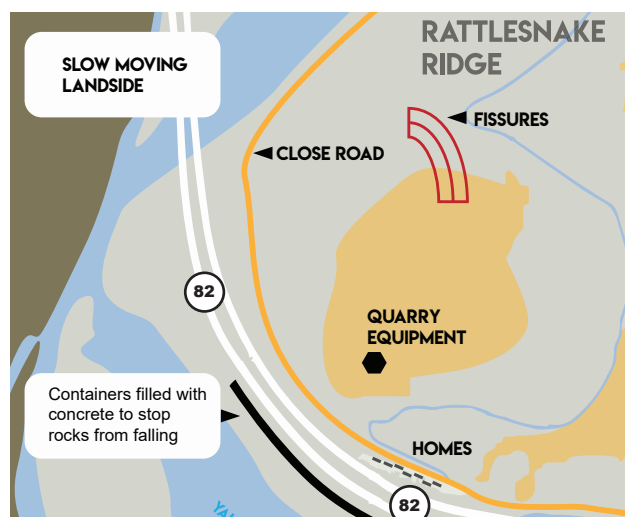 RATTLESNAKE
RIDGE
SLOW MOVING
LANDSIDE
FISSURES
CLOSE ROAD
82
QUARRY
EQUIPMENT
Containers filled with
concrete to stop
rocks from falling
HOMES
82